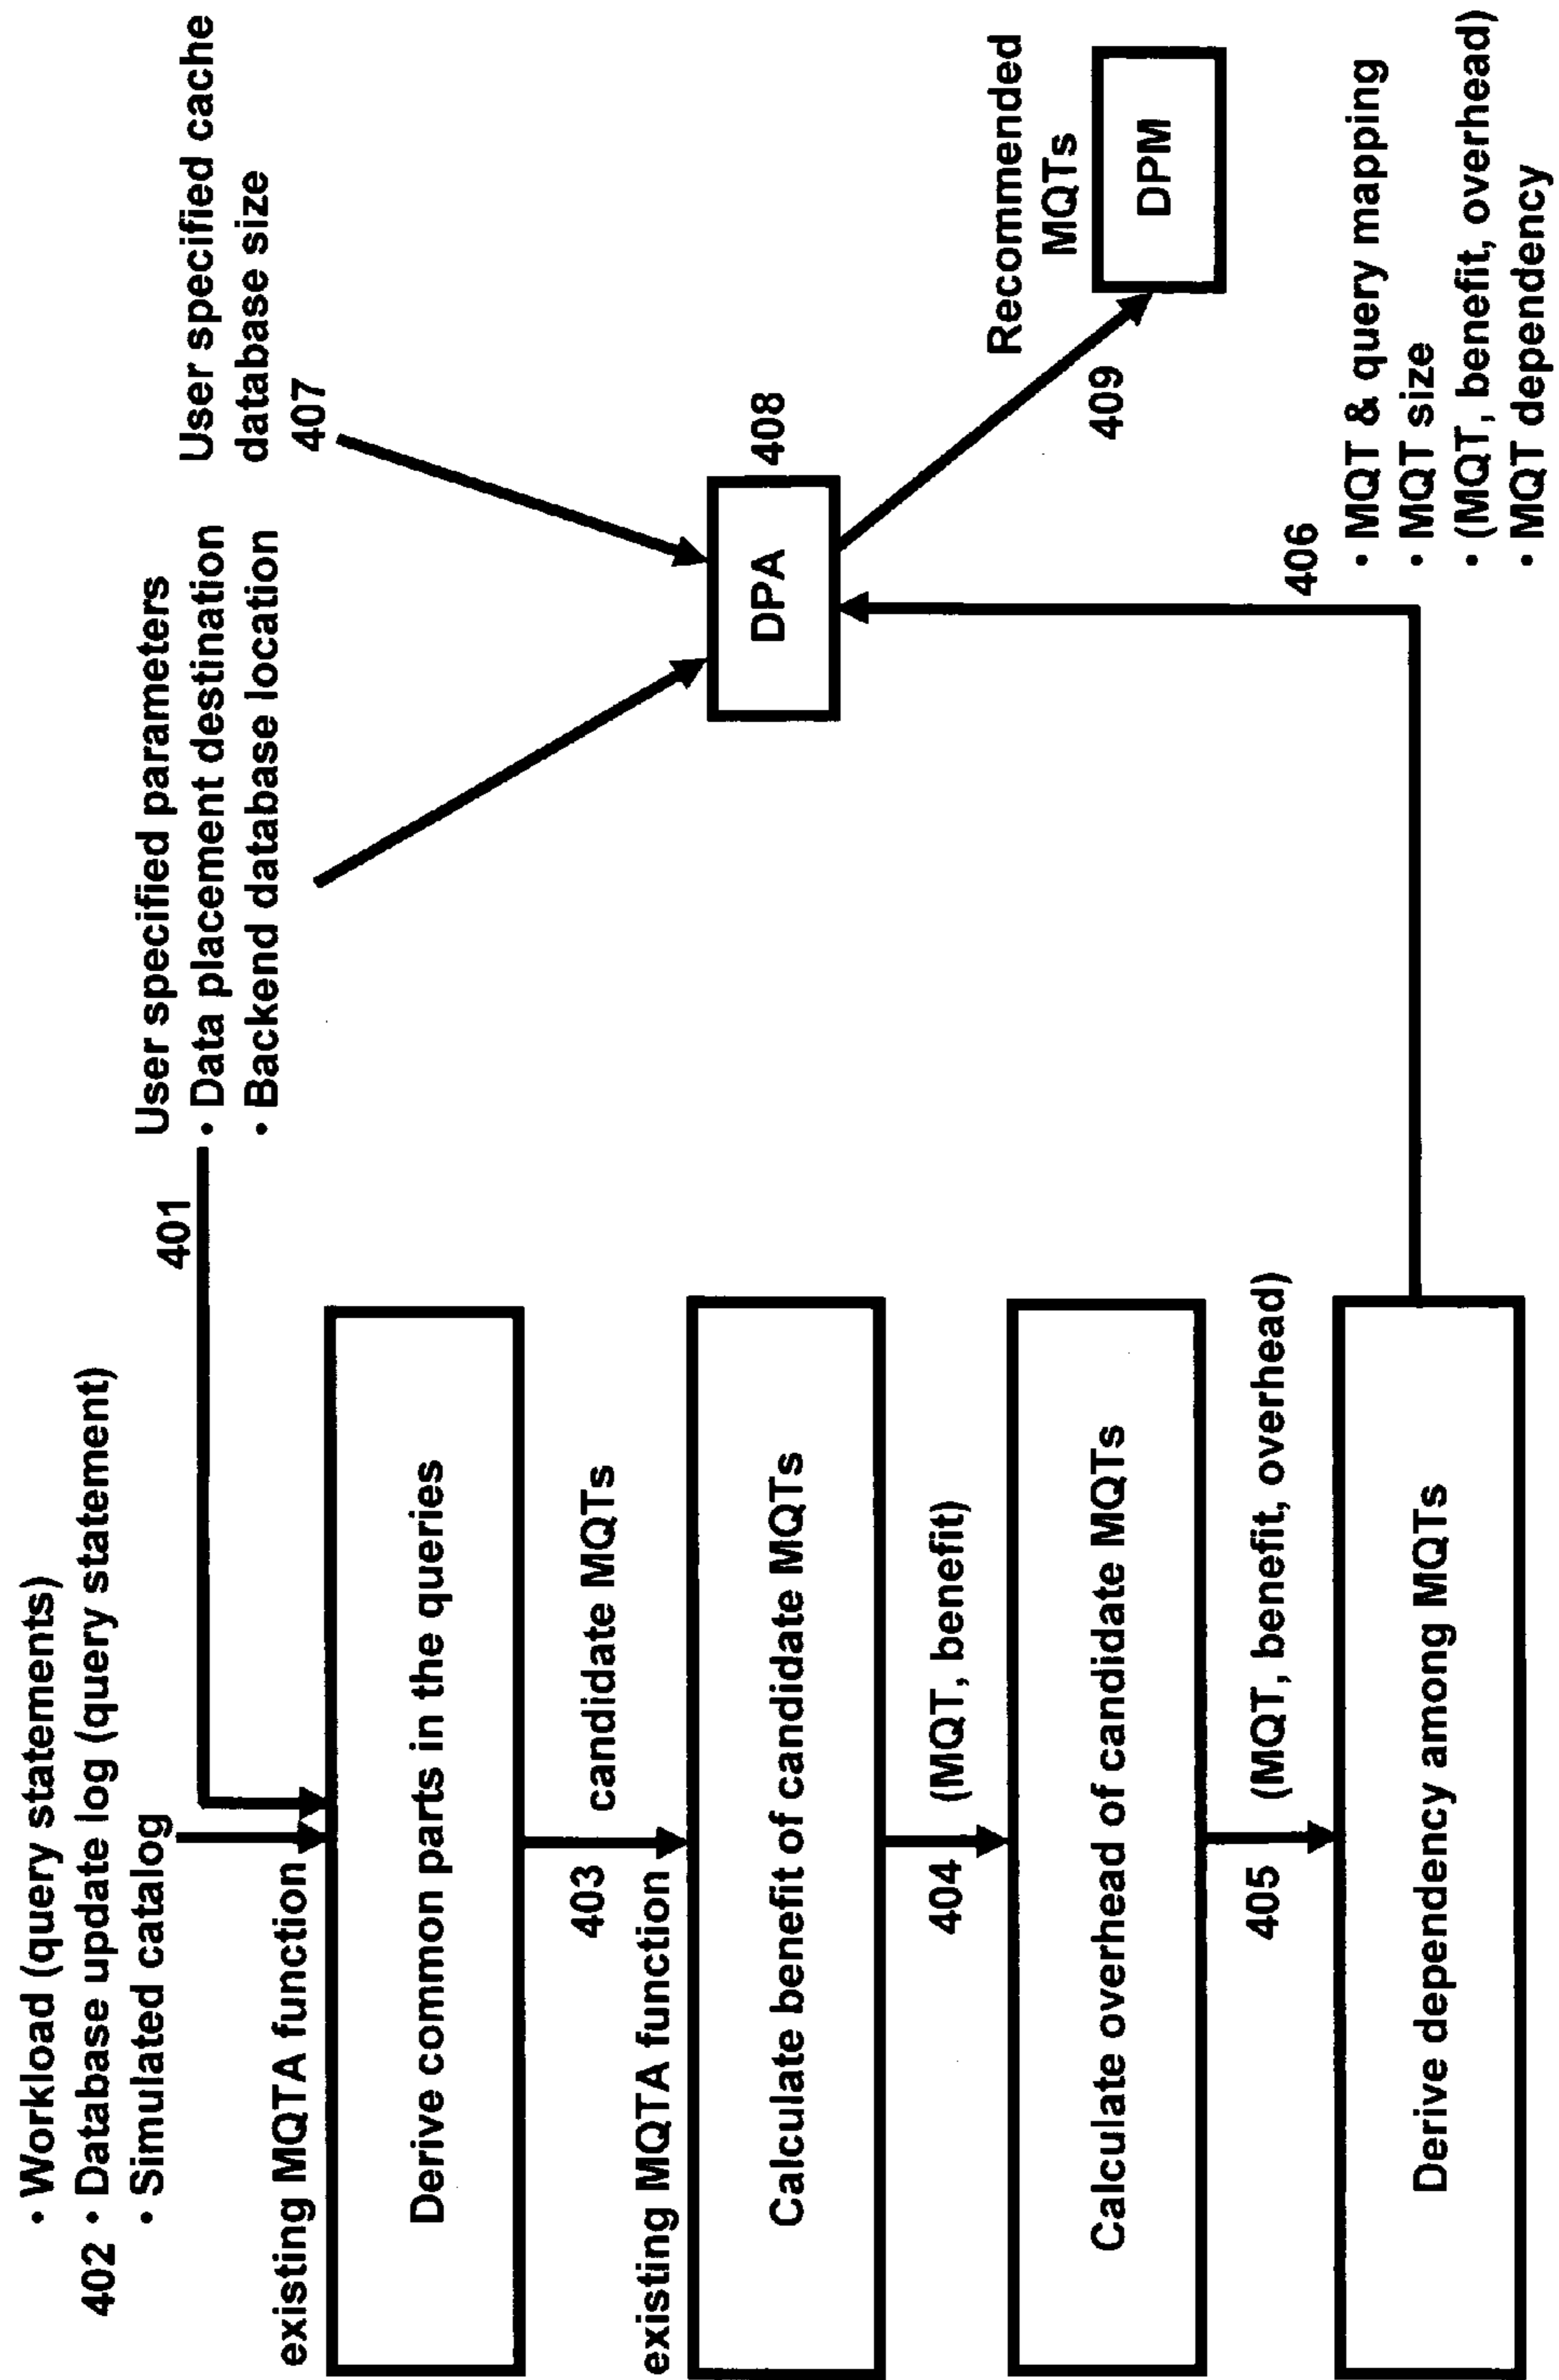 • Workload (query statements)
402 • Database update log (query statement)
• Simulated catalog
existing MQTA function
Derive common parts in the queries
403
candidate MQTs
existing MQTA function
Calculate benefit of candidate MQTs
404
(MQT, benefit)
Calculate overhead of candidate MQTs
405
(MQT, benefit, overhead)
Derive dependency among MQTs
401
User specified parameters
• Data placement destination
• Backend database location
User specified cache
database size
407
DPA
408
Recommended
MQTs
409
DPM
406
• MQT & query mapping
• MQT size
• (MQT, benefit, overhead)
• MQT dependency